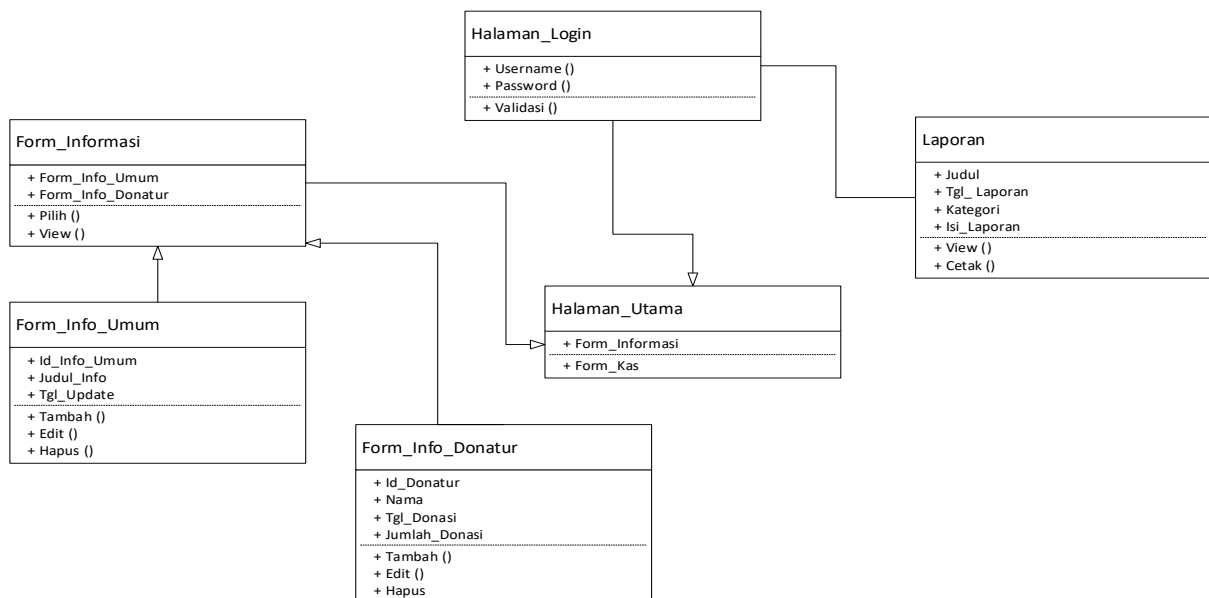 Halaman_Login
+ Username ()
+ Password ()
+ Validasi ()
Form_Informasi
+ Form_Info_Umum
+ Form_Info_Donatur
+ Pilih ()
+ View ()
Laporan
+ Judul
+ Tgl_ Laporan
+ Kategori
+ Isi_Laporan
+ View ()
+ Cetak ()
Form_Info_Umum
+ Id_Info_Umum
+ Judul_Info
+ Tgl_Update
+ Tambah ()
+ Edit ()
+ Hapus ()
Halaman_Utama
+ Form_Informasi
+ Form_Kas
Form_Info_Donatur
+ Id_Donatur
+ Nama
+ Tgl_Donasi
+ Jumlah_Donasi
+ Tambah ()
+ Edit ()
+ Hapus